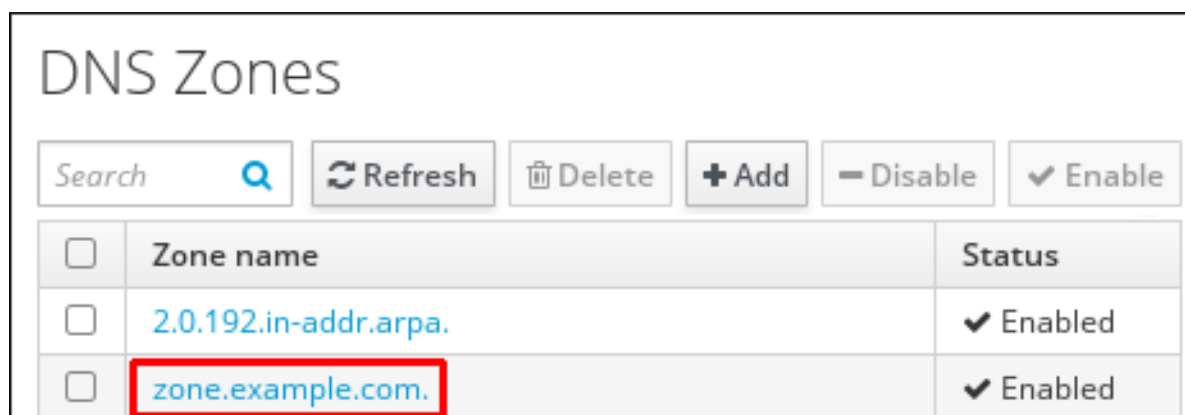 DNS Zones
Search Refresh Delete Add Disable Enable
Zone name Status
2.0.192.in-addr.arpa. Enabled
zone.example.com. Enabled